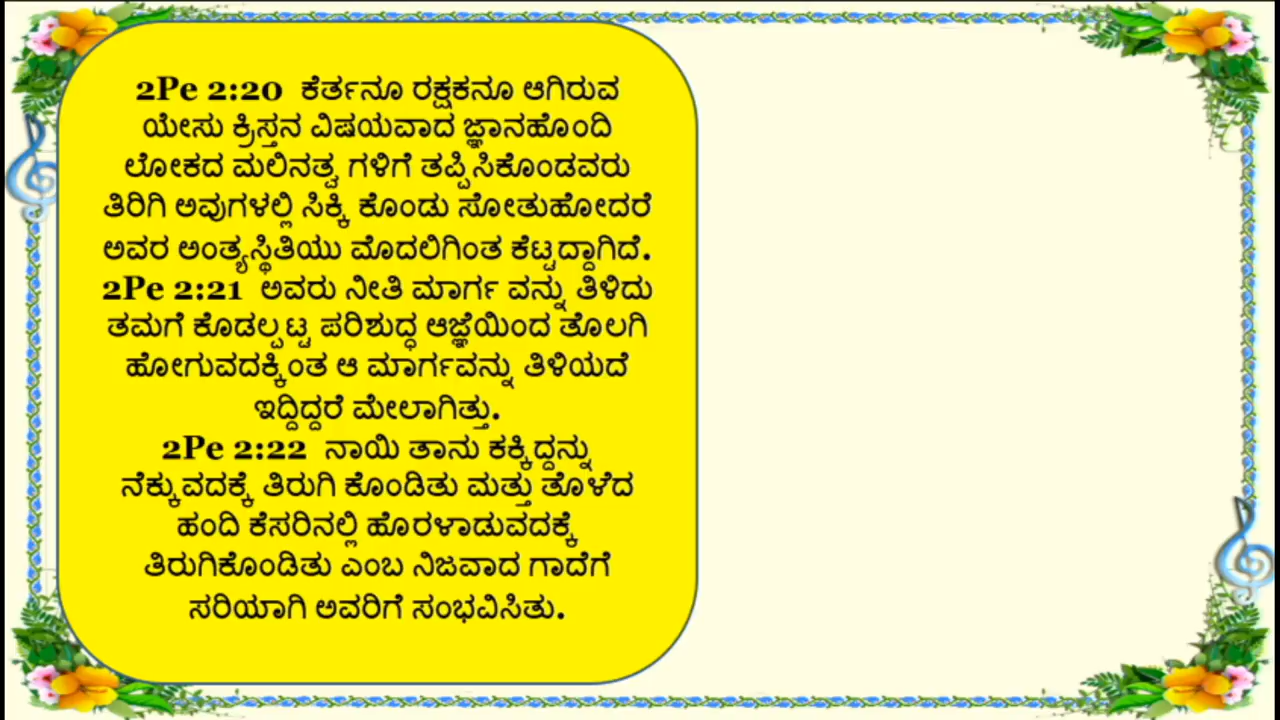 2Pe 2:20 ಕೆರ್ತನೂ ರಕ್ಷಕನೂ ಆಗಿರುವ
ಯೇಸು ಕ್ರಿಸ್ತನ ವಿಷಯವಾದ ಜ್ಞಾನಹೊಂದಿ
ಲೋಕದ ಮಲಿನತ್ವ ಗಳಿಗೆ ತಪ್ಪಿಸಿಕೊಂಡವರು
ತಿರಿಗಿ ಅವುಗಳಲ್ಲಿ ಸಿಕ್ಕಿ ಕೊಂಡು ಸೋತುಹೋದರೆ
ಅವರ ಅಂತ್ಯಸ್ಥಿತಿಯು ಮೊದಲಿಗಿಂತ ಕೆಟ್ಟದ್ದಾಗಿದೆ.
2Pe 2:21 ಅವರು ನೀತಿ ಮಾರ್ಗ ವನ್ನು ತಿಳಿದು
ತಮಗೆ ಕೊಡಲ್ಪಟ್ಟ ಪರಿಶುದ್ಧ ಆಜ್ಞೆಯಿಂದ ತೊಲಗಿ
ಹೋಗುವದಕ್ಕಿಂತ ಆ ಮಾರ್ಗವನ್ನು ತಿಳಿಯದೆ
ಇದ್ದಿದ್ದರೆ ಮೇಲಾಗಿತ್ತು.
2Pe 2:22 ನಾಯಿ ತಾನು ಕಕ್ಕಿದ್ದನ್ನು
ನೆಕ್ಕುವದಕ್ಕೆ ತಿರುಗಿ ಕೊಂಡಿತು ಮತ್ತು ತೊಳೆದ
ಹಂದಿ ಕೆಸರಿನಲ್ಲಿ ಹೊರಳಾಡುವದಕ್ಕೆ
ತಿರುಗಿಕೊಂಡಿತು ಎಂಬ ನಿಜವಾದ ಗಾದೆಗೆ
ಸರಿಯಾಗಿ ಅವರಿಗೆ ಸಂಭವಿಸಿತು.